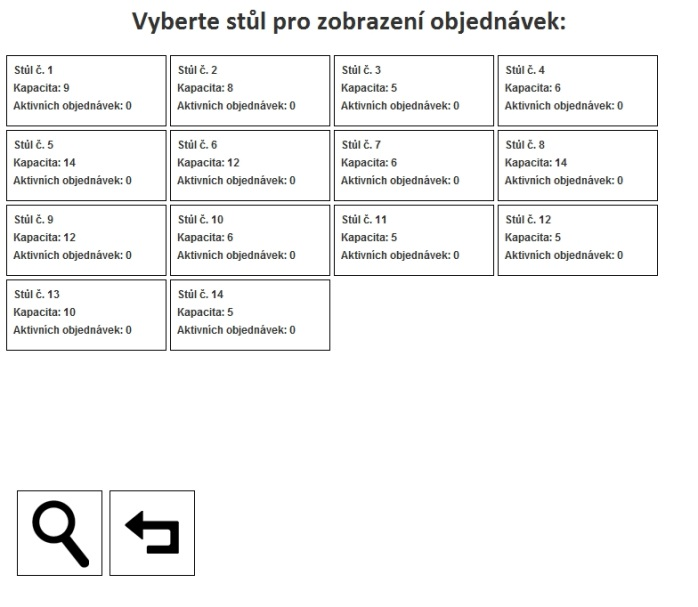 Vyberte stůl pro zobrazení objednávek:
Stůl č. 1
Kapacita: 9
Aktivních objednávek: 0
Stůl č. 2
Kapacita: 8
Aktivních objednávek: 0
Stůl č. 3
Kapacita: 5
Aktivních objednávek: 0
Stůl č. 4
Kapacita: 6
Aktivních objednávek: 0
Stůl č. 5
Kapacita: 14
Aktivních objednávek: 0
Stůl č. 6
Kapacita: 12
Aktivních objednávek: 0
Stůl č. 7
Kapacita: 6
Aktivních objednávek: 0
Stůl č. 8
Kapacita: 14
Aktivních objednávek: 0
Stůl č. 9
Kapacita: 12
Aktivních objednávek: 0
Stůl č. 10
Kapacita: 6
Aktivních objednávek: 0
Stůl č. 11
Kapacita: 5
Aktivních objednávek: 0
Stůl č. 12
Kapacita: 5
Aktivních objednávek: 0
Stůl č. 13
Kapacita: 10
Aktivních objednávek: 0
Stůl č. 14
Kapacita: 5
Aktivních objednávek: 0